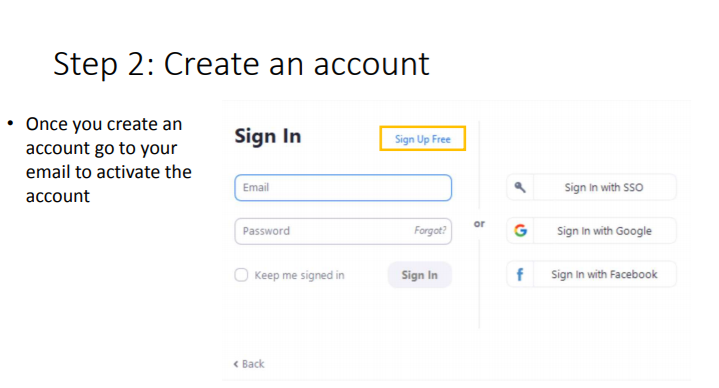 Step 2: Create an account
• Once you create an
account go to your
email to activate the
account
Sign In
Sign Up Free
Email
Password
Forgot?
Keep me signed in
Sign In
or
Sign In with SSO
Sign In with Google
Sign In with Facebook
Back